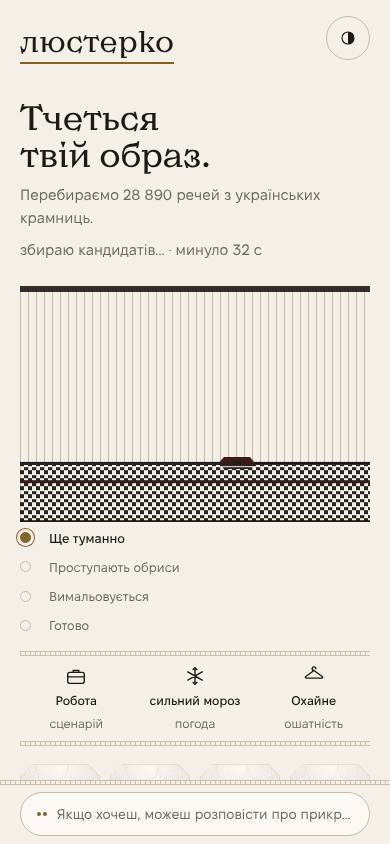 люстерко
Тчеться
твій образ.
Перебираємо 28 890 речей з українських
крамниць.
збираю кандидатів… · минуло 32 с
Ще туманно
Проступають обриси
Вимальовується
Готово
Робота
сценарій
сильний мороз
погода
Охайне
ошатність
Якщо хочеш, можеш розповісти про прикр…